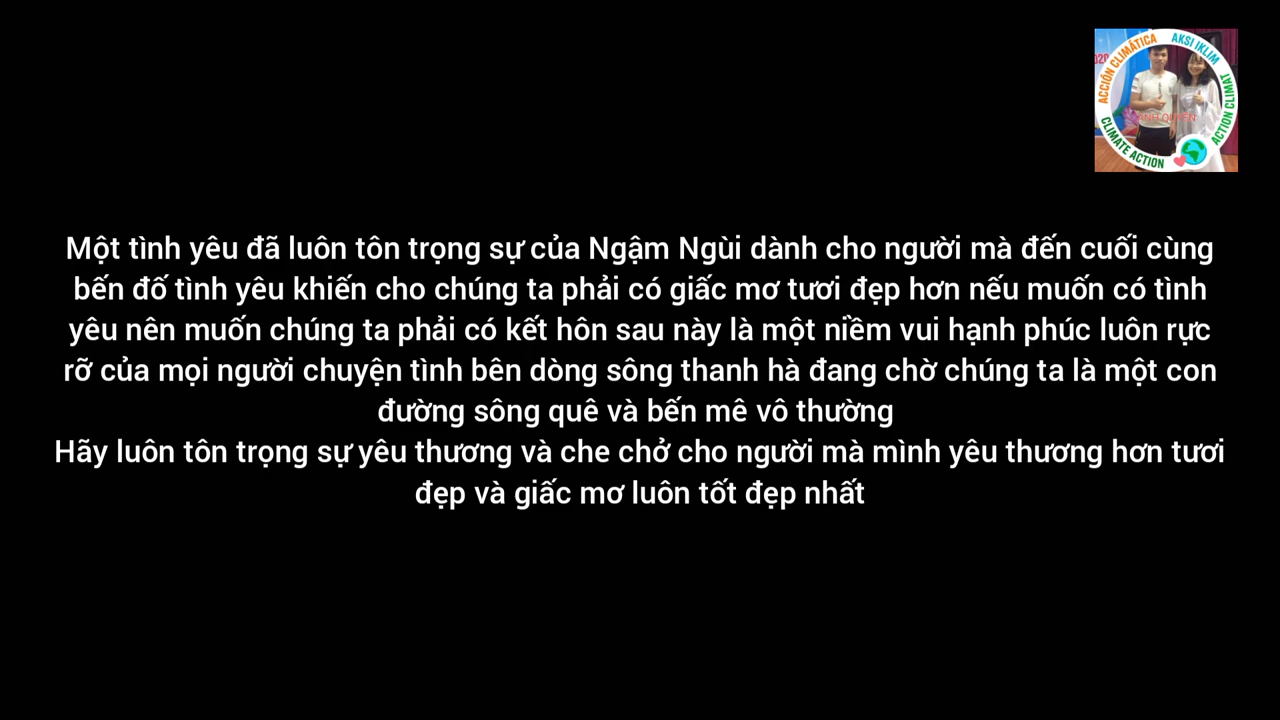 ACCIÓN CLIMÁTICA
AKSI IKLIM
ACTION CLIMAT
CLIMATE ACTION
Một tình yêu đã luôn tôn trọng sự của Ngậm Ngùi dành cho người mà đến cuối cùng
bến đố tình yêu khiến cho chúng ta phải có giấc mơ tươi đẹp hơn nếu muốn có tình
yêu nên muốn chúng ta phải có kết hôn sau này là một niềm vui hạnh phúc luôn rực
rỡ của mọi người chuyện tình bên dòng sông thanh hà đang chờ chúng ta là một con
đường sông quê và bến mê vô thường
Hãy luôn tôn trọng sự yêu thương và che chở cho người mà mình yêu thương hơn tươi
đẹp và giấc mơ luôn tốt đẹp nhất